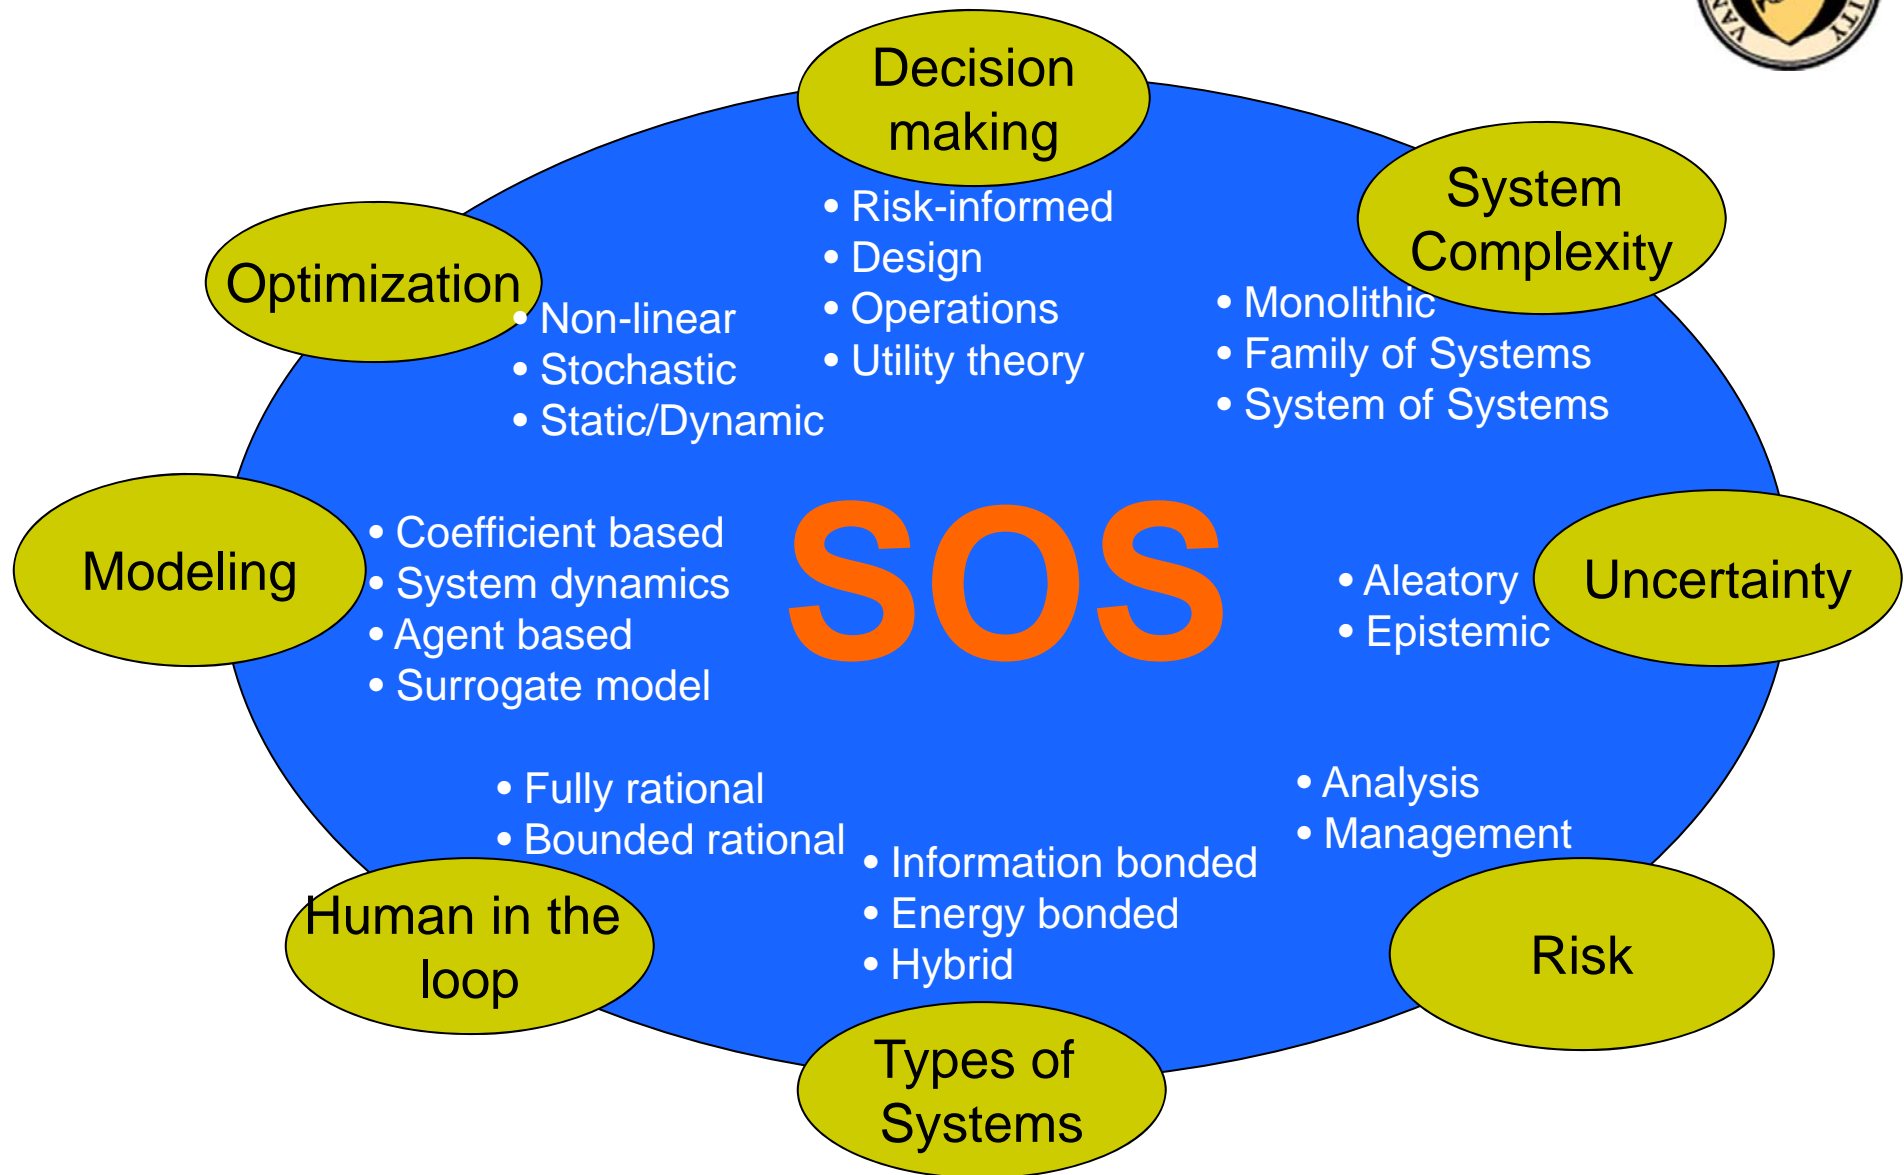 Decision
making
• Risk-informed
• Design
• Operations
• Utility theory
System
Complexity
• Monolithic
• Family of Systems
• System of Systems
Optimization
• Non-linear
• Stochastic
• Static/Dynamic
Modeling
• Coefficient based
• System dynamics
• Agent based
• Surrogate model
SOS
• Aleatory
• Epistemic
Uncertainty
• Fully rational
• Bounded rational
Human in the
loop
• Information bonded
• Energy bonded
• Hybrid
Types of
Systems
• Analysis
• Management
Risk